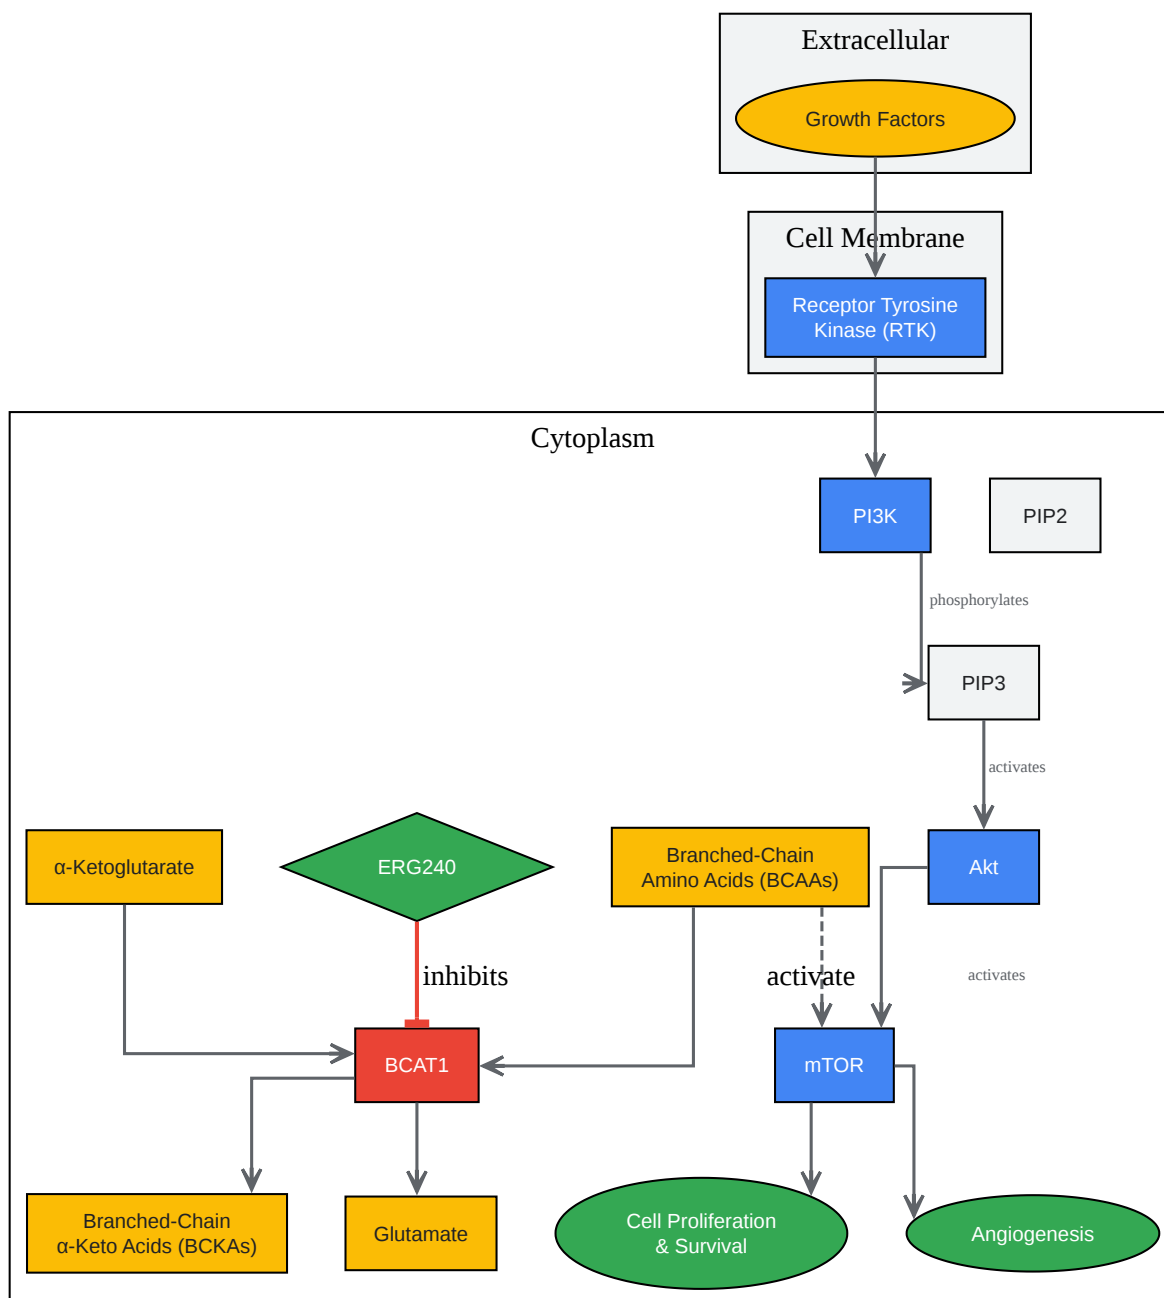 Extracellular
Growth Factors
Cell Membrane
Receptor Tyrosine
Kinase (RTK)
Cytoplasm
PI3K
PIP2
phosphorylates
PIP3
activates
α-Ketoglutarate
ERG240
Branched-Chain
Amino Acids (BCAAs)
Akt
inhibits
activate
activates
BCAT1
mTOR
Branched-Chain
α-Keto Acids (BCKAs)
Glutamate
Cell Proliferation
& Survival
Angiogenesis